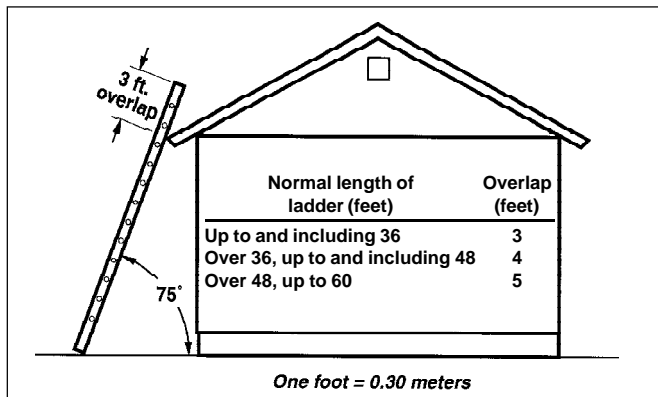 3 ft.
overlap
Normal length of Overlap
ladder (feet) (feet)
Up to and including 36 3
Over 36, up to and including 48 4
Over 48, up to 60 5
75°
One foot = 0.30 meters